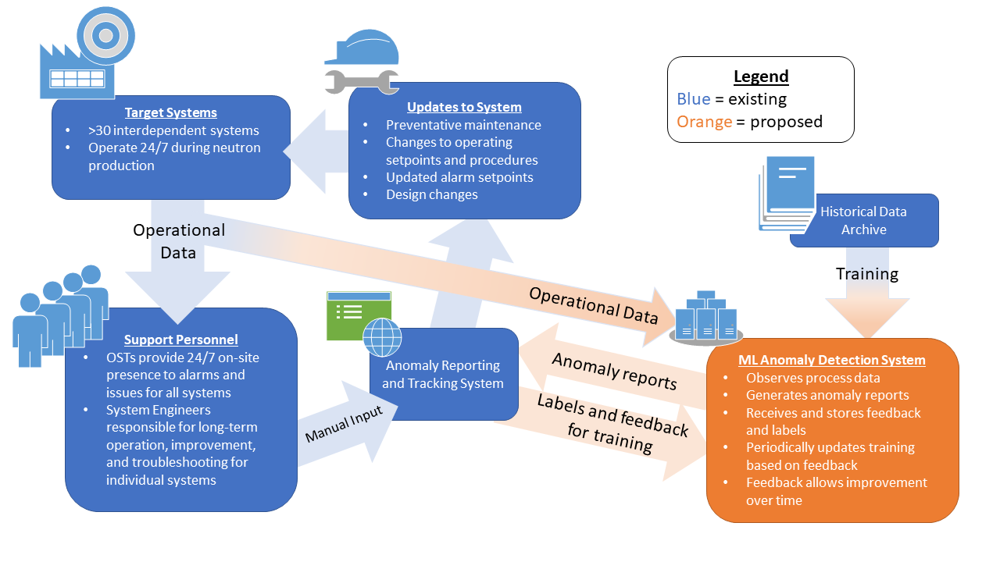 Target Systems
• >30 interdependent systems
• Operate 24/7 during neutron
production
Updates to System
• Preventative maintenance
• Changes to operating
setpoints and procedures
• Updated alarm setpoints
• Design changes
Legend
Blue = existing
Orange = proposed
Historical Data
Archive
Training
Operational
Data
Operational Data
Support Personnel
• OSTs provide 24/7 on-site
presence to alarms and
issues for all systems
• System Engineers
responsible for long-term
operation, improvement,
and troubleshooting for
individual systems
Manual Input
Anomaly Reporting
and Tracking System
Anomaly reports
Labels and feedback
for training
ML Anomaly Detection System
• Observes process data
• Generates anomaly reports
• Receives and stores feedback
and labels
• Periodically updates training
based on feedback
• Feedback allows improvement
over time